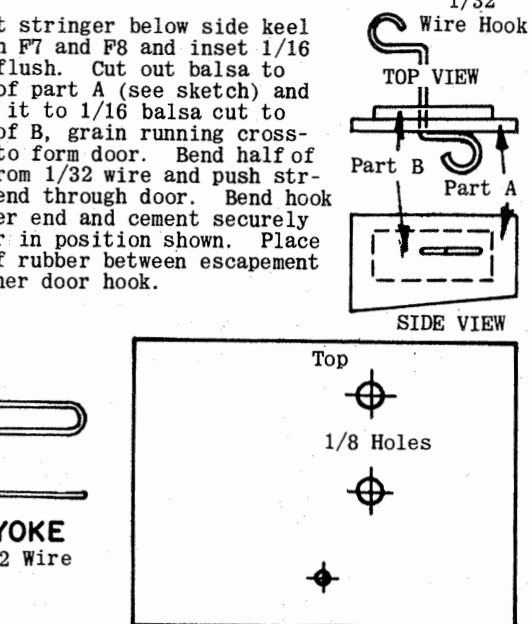 t stringer below side keel
F7 and F8 and inset 1/16
flush. Cut out balsa to
of part A (see sketch) and
it to 1/16 balsa cut to
of B, grain running cross-
to form door. Bend half of
rom 1/32 wire and push str-
end through door. Bend hook
er end and cement securely
r in position shown. Place
f rubber between escapement
ner door hook.
1/32
Wire Hook
TOP VIEW
Part B
Part A
SIDE VIEW
Top
1/8 Holes
YOKE
2 Wire